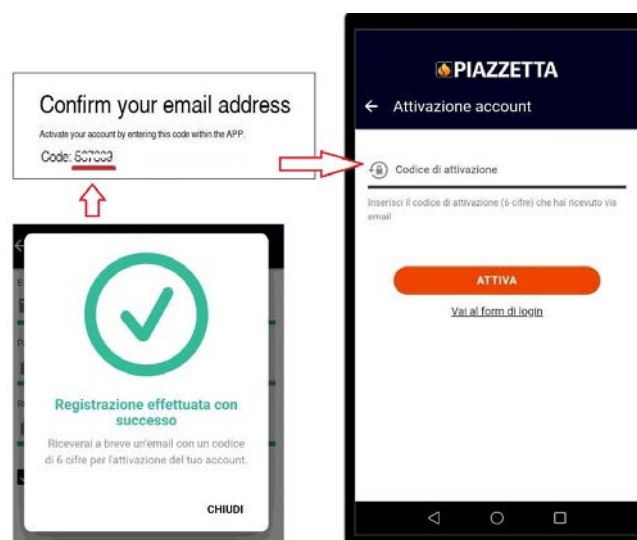 Confirm your email address
Activate your account by entering this code within the APP.
Code:
Registrazione effettuata con
successo
Riceverai a breve un'email con un codice
di 6 cifre per l'attivazione del tuo account.
CHIUDI
PIAZZETTA
Attivazione account
Codice di attivazione
Inserisci il codice di attivazione (6 cifre) che hai ricevuto via
email
ATTIVA
Vai al form di login